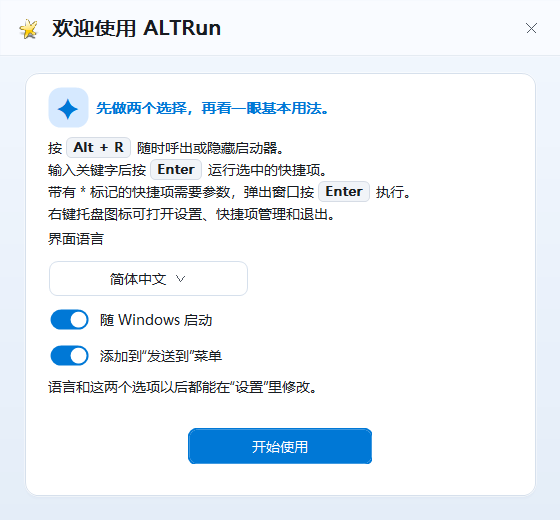 欢迎使用 ALTRun
先做两个选择，再看一眼基本用法。
按 Alt + R 随时呼出或隐藏启动器。
输入关键字后按 Enter 运行选中的快捷项。
带有 * 标记的快捷项需要参数，弹出窗口按 Enter 执行。
右键托盘图标可打开设置、快捷项管理和退出。
界面语言
简体中文
随 Windows 启动
添加到“发送到”菜单
语言和这两个选项以后都能在“设置”里修改。
开始使用